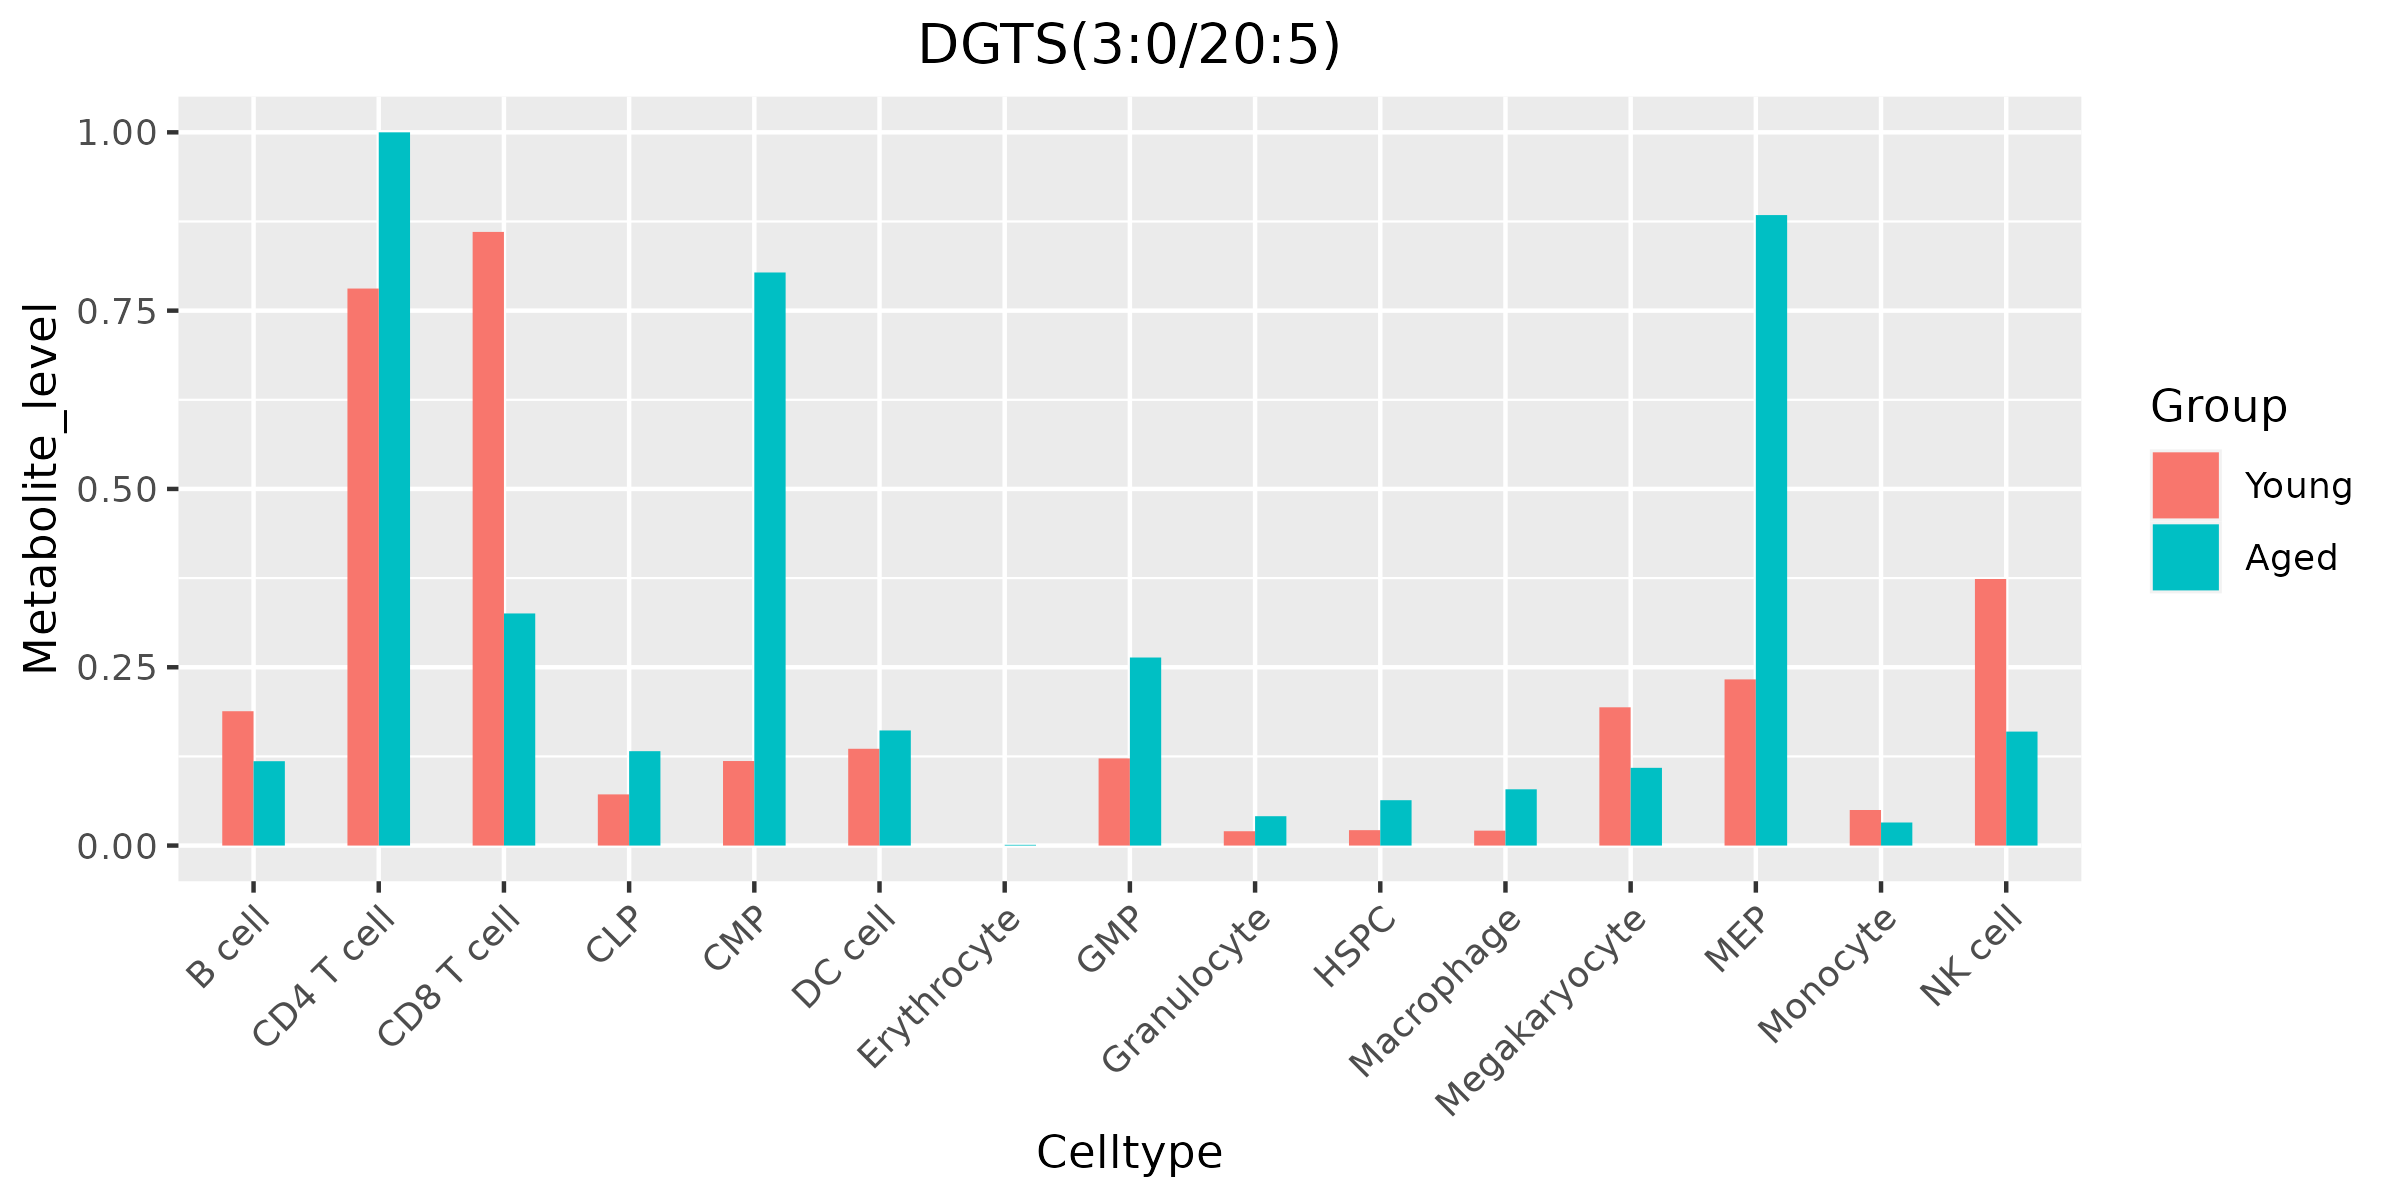 DGTS(3:0/20:5)
Metabolite_level
1.00
0.75
0.50
0.25
0.00
B cell
CD4 T cell
CD8 T cell
CLP
CMP
DC cell
Erythrocyte
GMP
Granulocyte
HSPC
Macrophage
Megakaryocyte
MEP
Monocyte
NK cell
Celltype
Group
Young
Aged